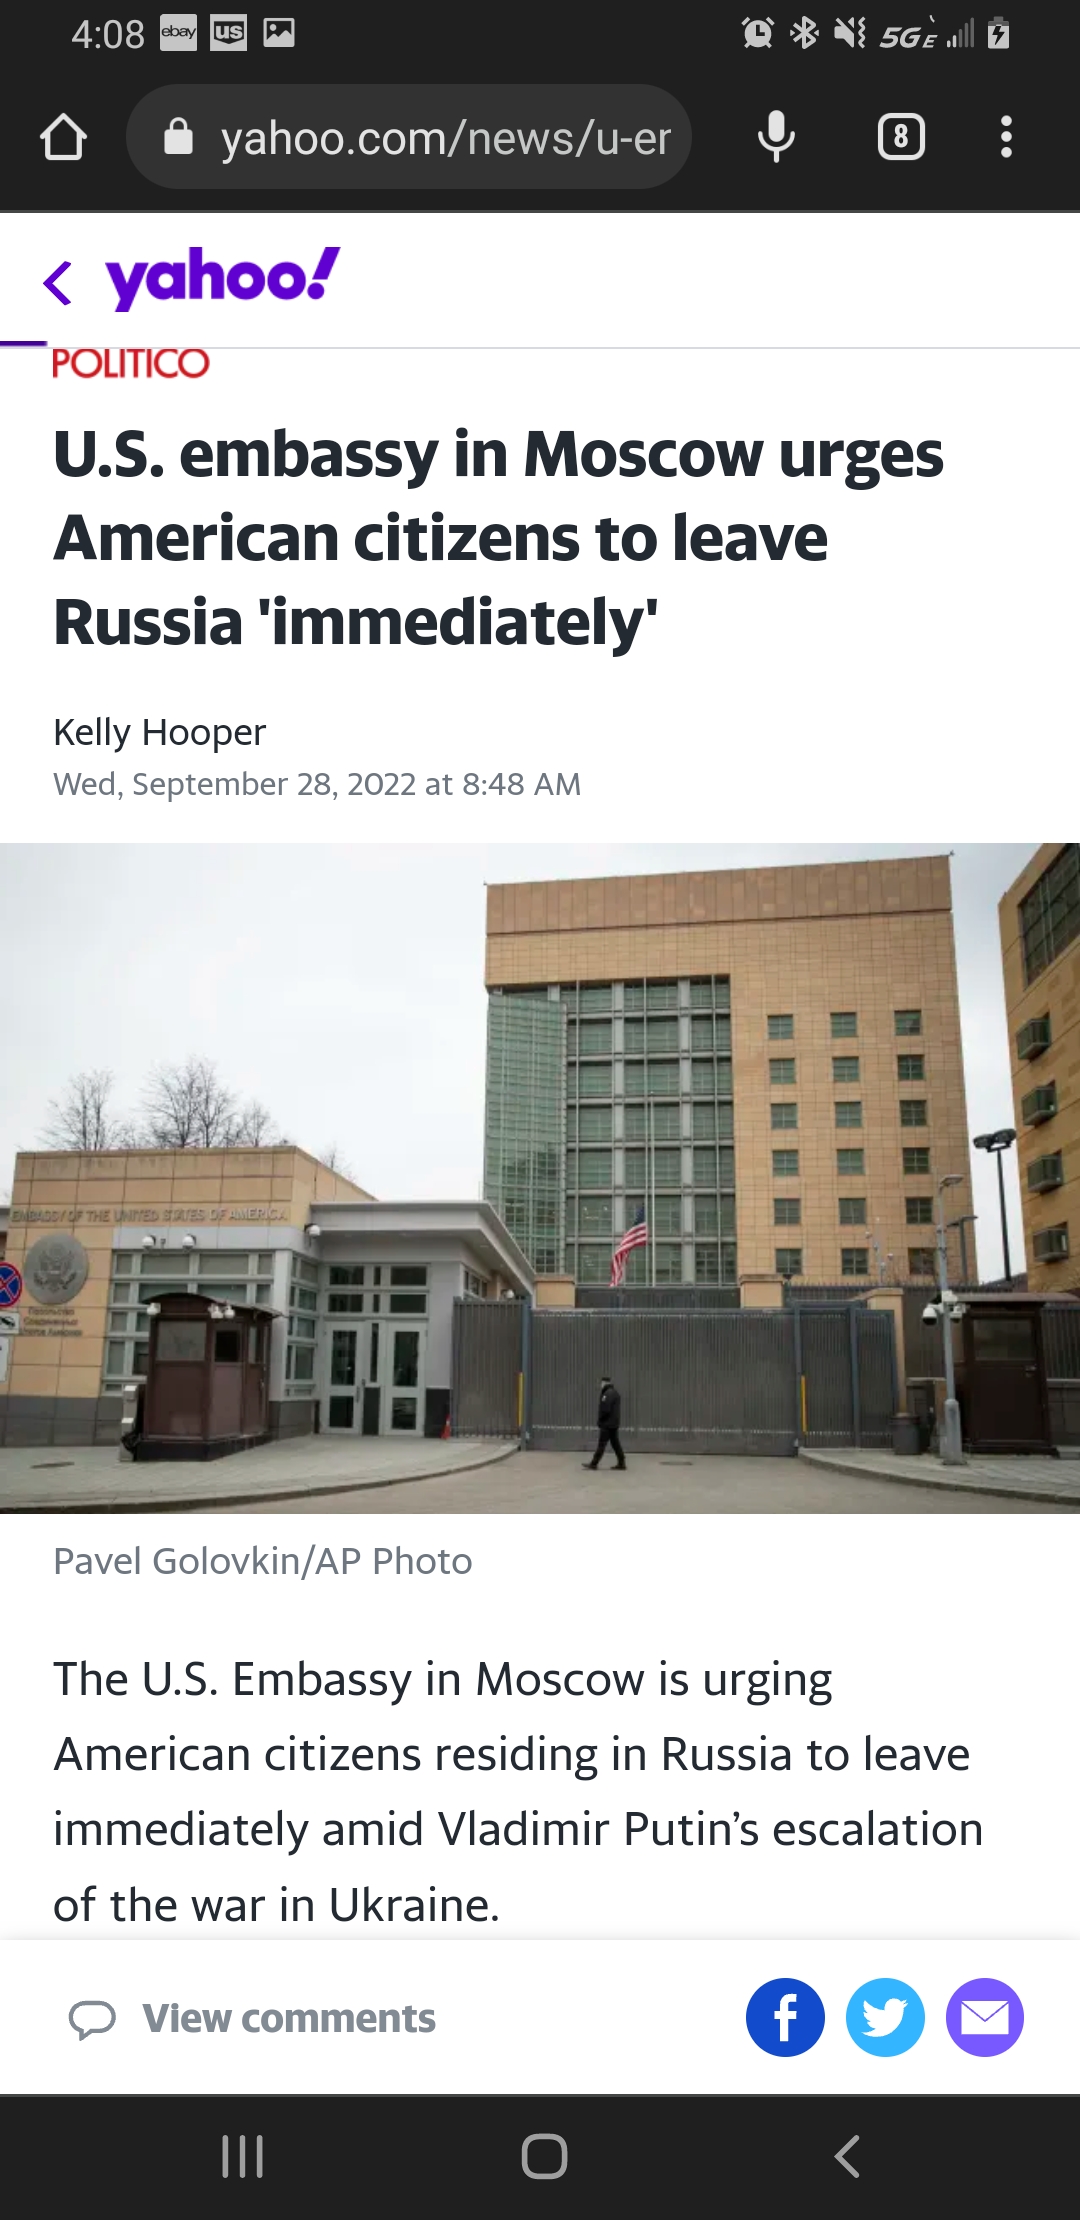 4:08 ebay US 5GE
yahoo.com/news/u-er
8
yahoo!
POLITICO
U.S. embassy in Moscow urges
American citizens to leave
Russia 'immediately'
Kelly Hooper
Wed, September 28, 2022 at 8:48 AM
EMBASSY OF THE UNITED STATES OF AMERICA
Pavel Golovkin/AP Photo
The U.S. Embassy in Moscow is urging
American citizens residing in Russia to leave
immediately amid Vladimir Putin’s escalation
of the war in Ukraine.
View comments